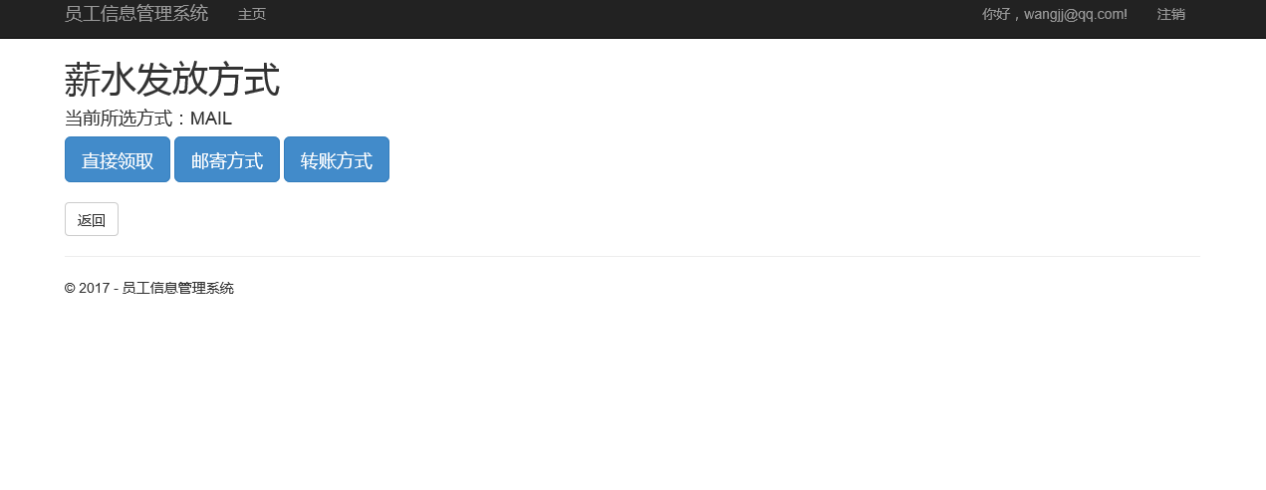 员工信息管理系统 主页 你好，wangjj@qq.com! 注销
薪水发放方式
当前所选方式：MAIL
直接领取 邮寄方式 转账方式
返回
© 2017 - 员工信息管理系统